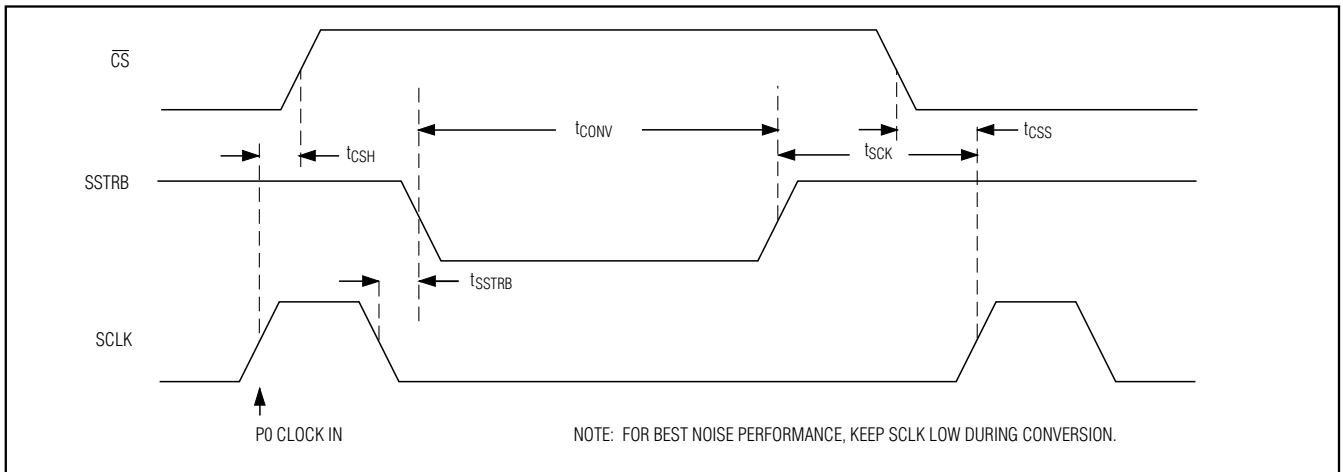 CS
tCONV
tCSS
tCSH
tSCK
SSTRB
tSSTRB
SCLK
P0 CLOCK IN
NOTE: FOR BEST NOISE PERFORMANCE, KEEP SCLK LOW DURING CONVERSION.